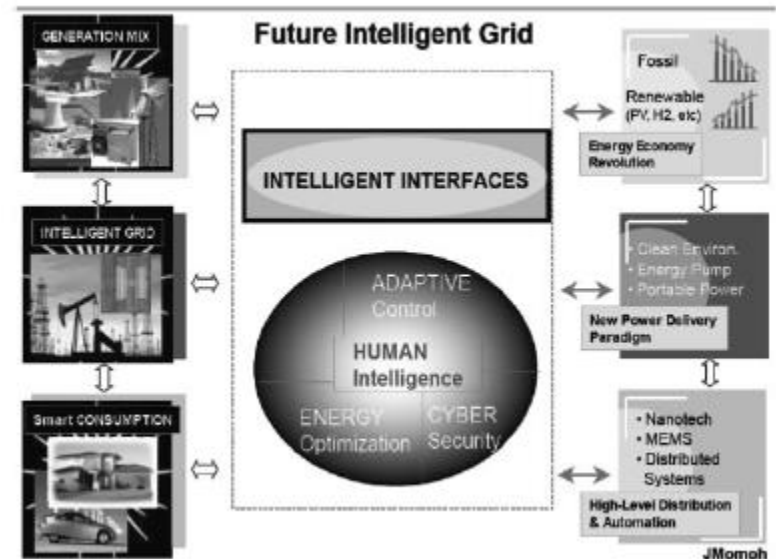 Future Intelligent Grid
GENERATION MIX
INTELLIGENT GRID
Smart CONSUMPTION
INTELLIGENT INTERFACES
ADAPTIVE
Control
HUMAN
Intelligence
ENERGY
Optimization
CYBER
Security
Fossil
Renewable
(PV, H2, etc)
Energy Economy
Revolution
• Clean Environ.
• Energy Pump
• Portable Power
New Power Delivery
Paradigm
• Nanotech
• MEMS
• Distributed
Systems
High-Level Distribution
& Automation
JMomoh